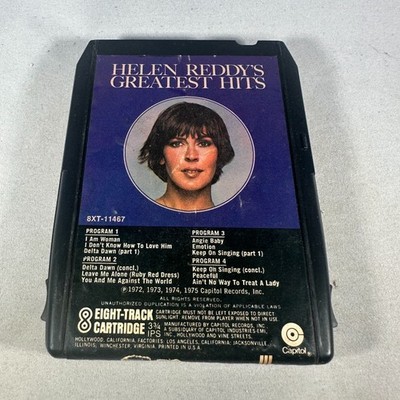 HELEN REDDY'S
GREATEST HITS
8XT-11467
PROGRAM 1
I Am Woman
I Don't Know How To Love Him
Delta Dawn (part 1)
PROGRAM 2
Delta Dawn (concl.)
Leave Me Alone (Ruby Red Dress)
You And Me Against The World
PROGRAM 3
Angie Baby
Emotion
Keep On Singing (part 1)
PROGRAM 4
Keep On Singing (concl.)
Peaceful
Ain't No Way To Treat A Lady
℗1972, 1973, 1974, 1975 Capitol Records, Inc.
ALL RIGHTS RESERVED.
UNAUTHORIZED DUPLICATION IS A VIOLATION OF APPLICABLE LAWS.
8 EIGHT-TRACK
CARTRIDGE 3¾ IPS
CARTRIDGE MUST NOT BE LEFT EXPOSED TO DIRECT
SUNLIGHT. REMOVE FROM PLAYER WHEN NOT IN USE.
MANUFACTURED BY CAPITOL RECORDS, INC.
A SUBSIDIARY OF CAPITOL INDUSTRIES-EMI,
INC., HOLLYWOOD AND VINE STREETS,
HOLLYWOOD, CALIFORNIA. FACTORIES: LOS ANGELES, CALIFORNIA; JACKSONVILLE,
ILLINOIS; WINCHESTER, VIRGINIA. PRINTED IN U.S.A.
Capitol